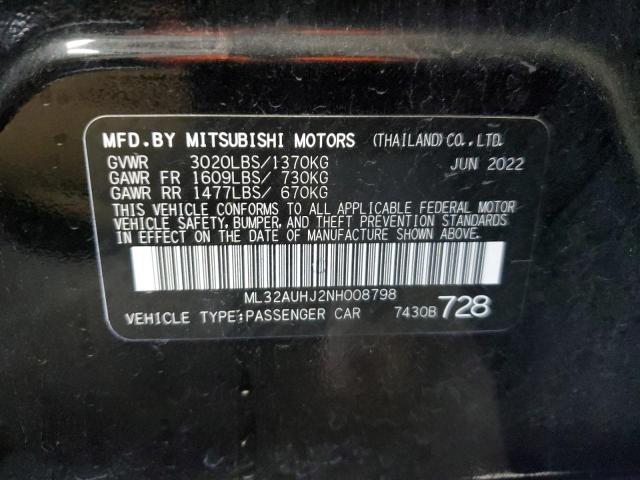 MFD.BY MITSUBISHI MOTORS (THAILAND)CO.,LTD.
GVWR 3020LBS/1370KG JUN 2022
GAWR FR 1609LBS/ 730KG
GAWR RR 1477LBS/ 670KG
THIS VEHICLE CONFORMS TO ALL APPLICABLE FEDERAL MOTOR
VEHICLE SAFETY, BUMPER, AND THEFT PREVENTION STANDARDS
IN EFFECT ON THE DATE OF MANUFACTURE SHOWN ABOVE.
ML32AUHJ2NH008798
VEHICLE TYPE:PASSENGER CAR 7430B 728